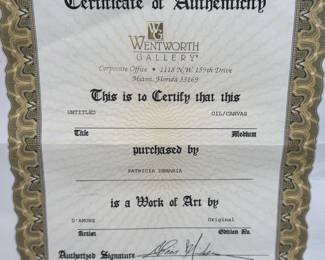 Certificate of Authenticity
WG
WENTWORTH
GALLERY
Corporate Office • 1118 N.W. 159th Drive
Miami, Florida 33169
This is to Certify that this
UNTITLED OIL/CANVAS
Title Medium
purchased by
PATRICIA
is a Work of Art by
D'AMORE Original
Artist Edition No.
Authorized Signature